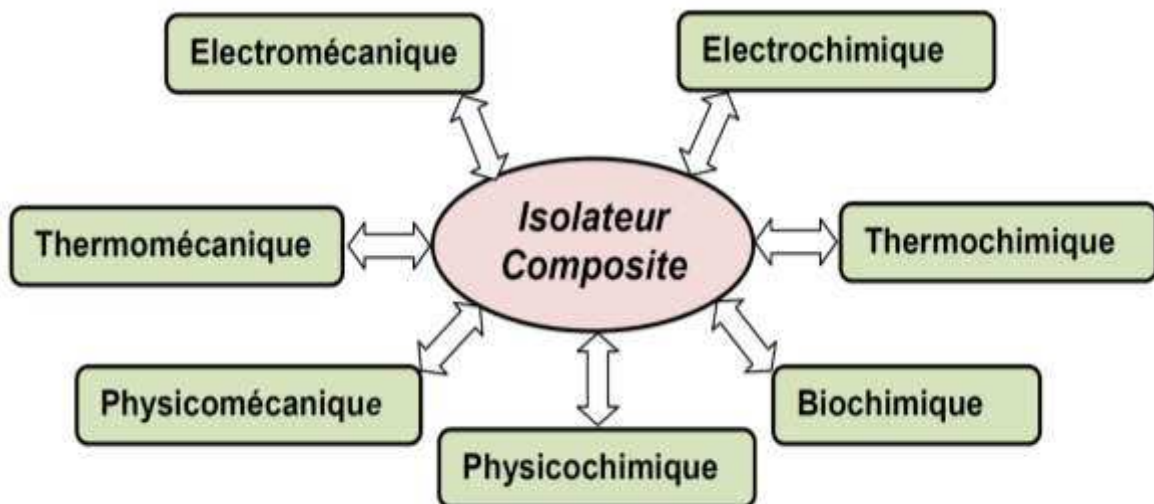 Electromécanique
Electrochimique
Isolateur
Composite
Thermomécanique
Thermochimique
Physicomécanique
Biochimique
Physicochimique